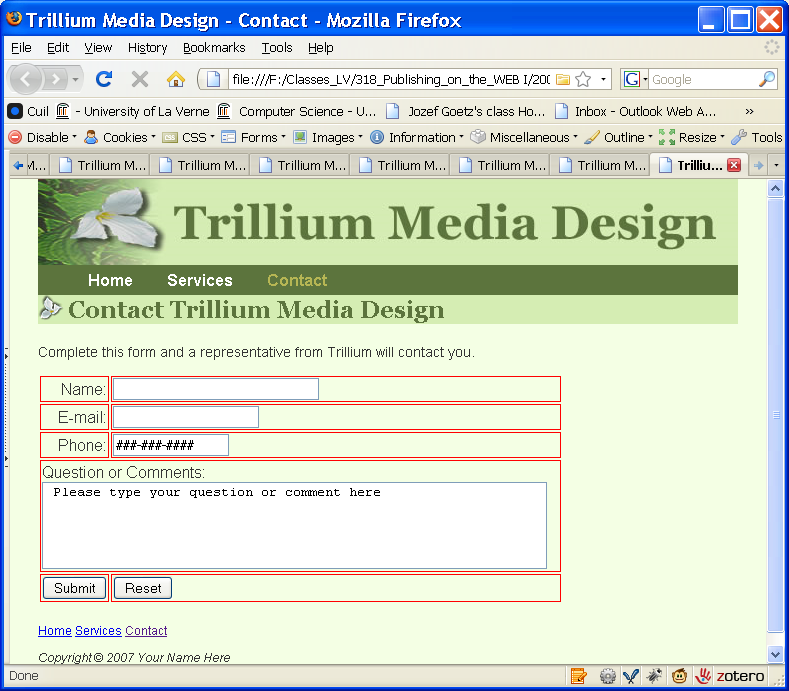 Trillium Media Design - Contact - Mozilla Firefox
File Edit View History Bookmarks Tools Help
file:///F:/Classes_LV/318_Publishing_on_the_WEB I/200 G Google
Cuil - University of La Verne Computer Science - U... Jozef Goetz's class Ho... Inbox - Outlook Web A... »
Disable Cookies CSS Forms Images Information Miscellaneous Outline Resize Tools
M... Trillium M... Trillium M... Trillium M... Trillium M... Trillium M... Trillium M... Trilliu...
Trillium Media Design
Home Services Contact
Contact Trillium Media Design
Complete this form and a representative from Trillium will contact you.
Name:
E-mail:
Phone: ###-###-####
Question or Comments:
Please type your question or comment here
Submit Reset
Home Services Contact
Copyright © 2007 Your Name Here
Done zotero